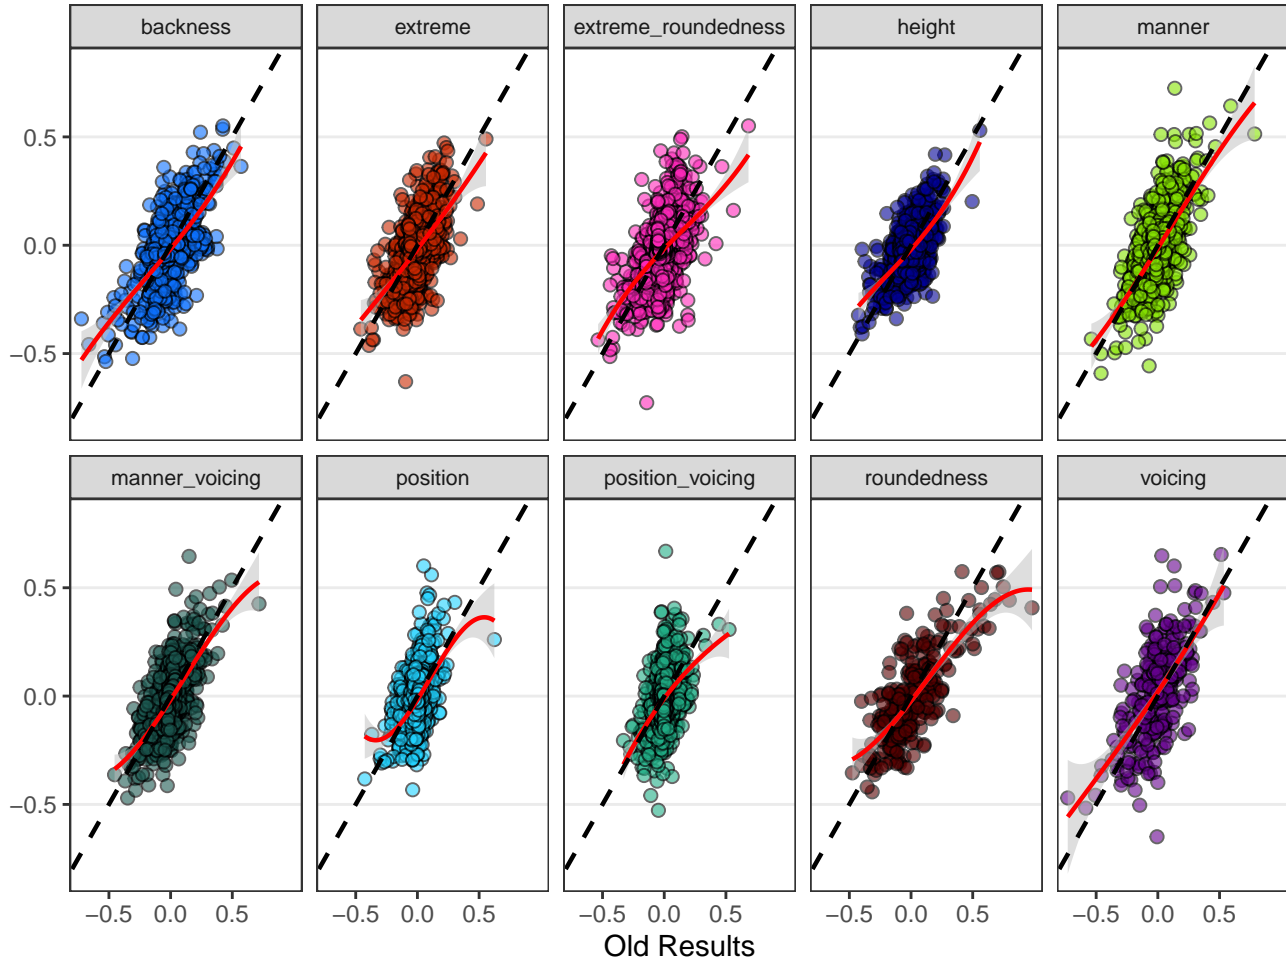 backness extreme extreme_roundedness height manner
0.5
0.0
−0.5
manner_voicing position position_voicing roundedness voicing
0.5
0.0
−0.5
−0.5 0.0 0.5 −0.5 0.0 0.5 −0.5 0.0 0.5 −0.5 0.0 0.5 −0.5 0.0 0.5
Old Results